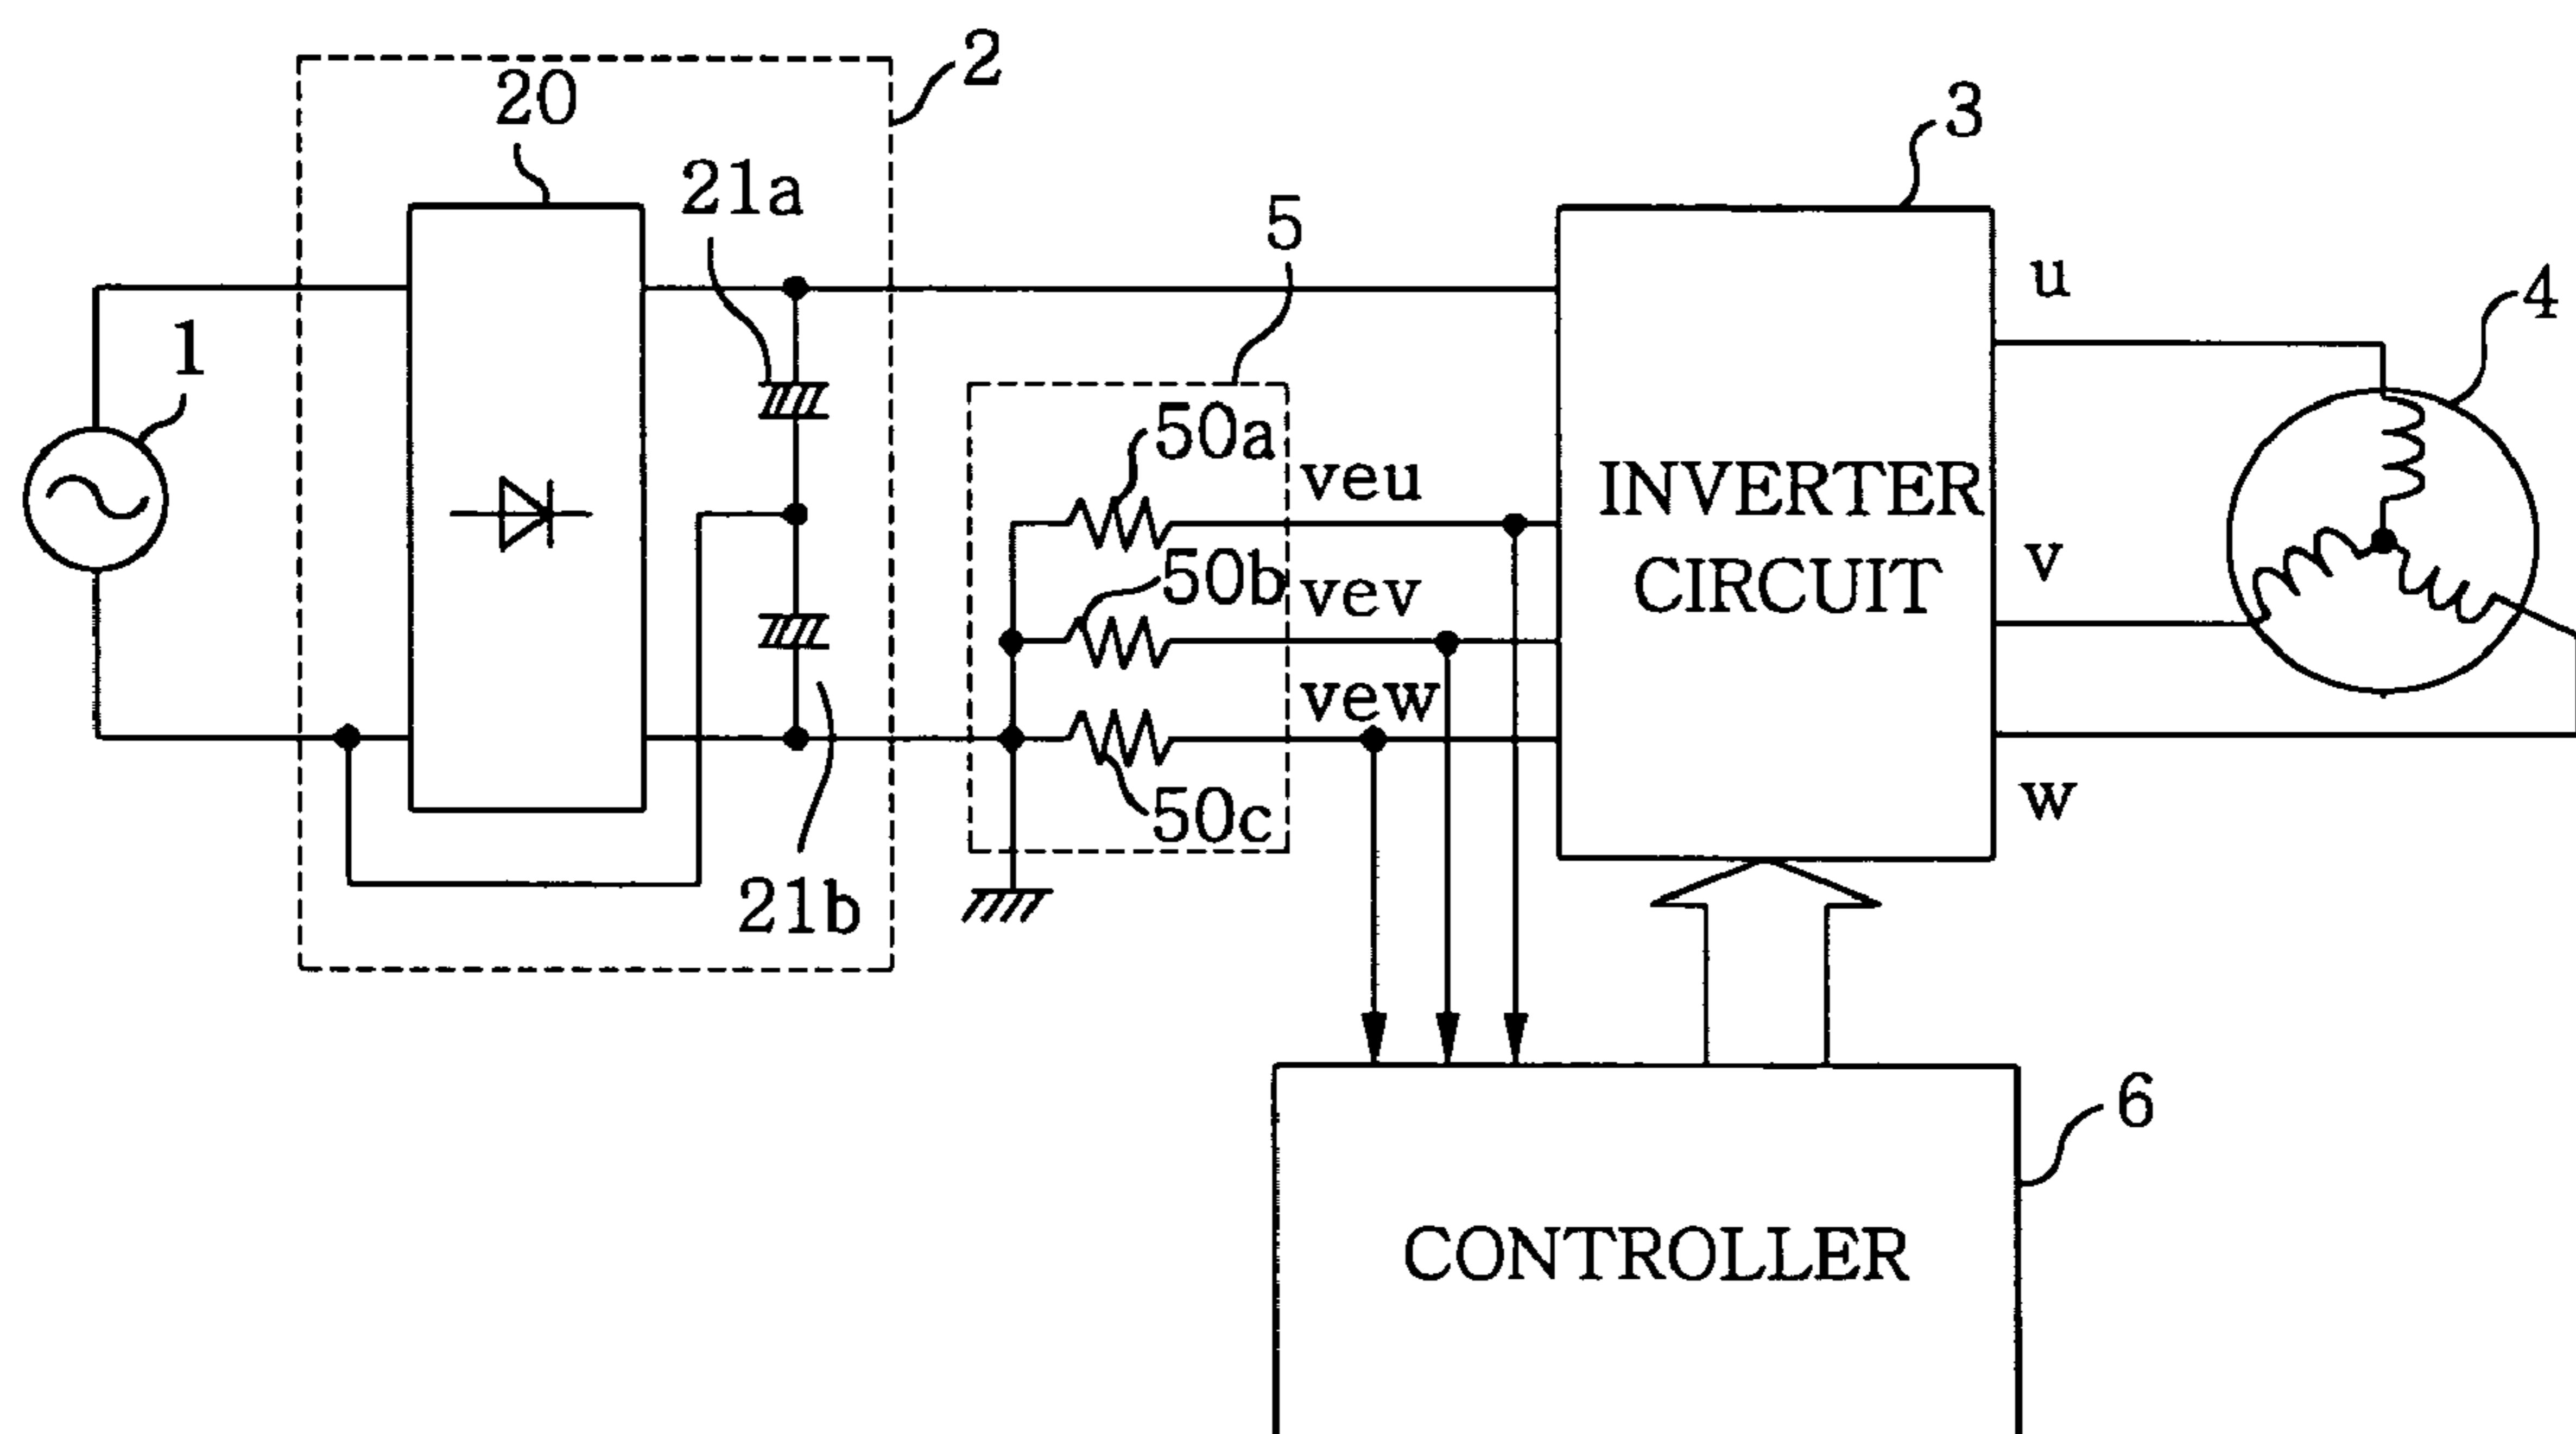 2
20
3
21a
5
u
4
1
50a
veu
INVERTER
CIRCUIT
v
50b
vev
vew
50c
w
21b
6
CONTROLLER